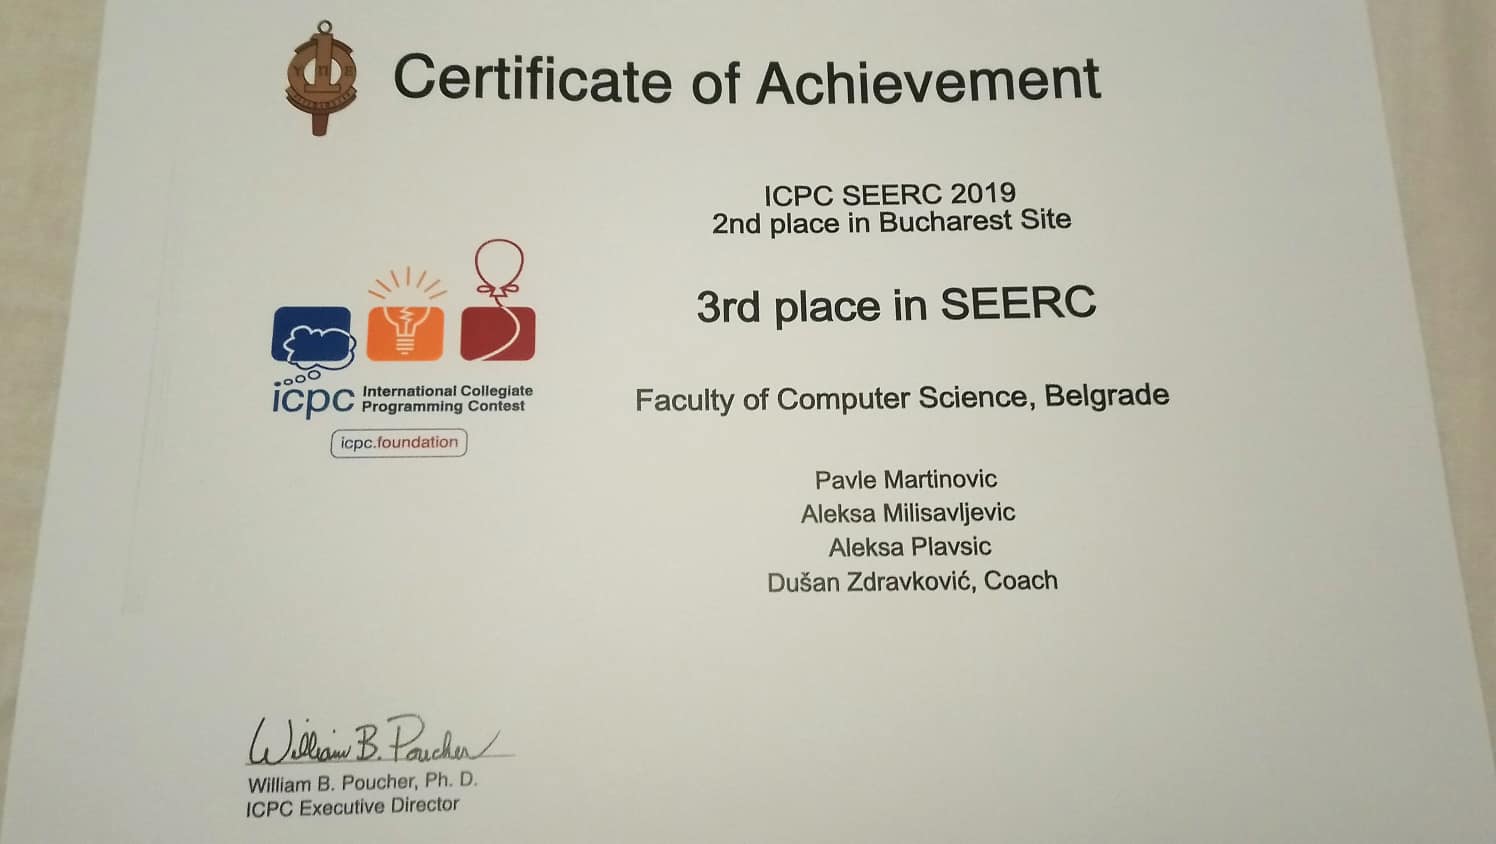 Certificate of Achievement
ICPC SEERC 2019
2nd place in Bucharest Site
3rd place in SEERC
icpc International Collegiate
Programming Contest
icpc.foundation
Faculty of Computer Science, Belgrade
Pavle Martinovic
Aleksa Milisavljevic
Aleksa Plavsic
Dušan Zdravković, Coach
William B. Poucher
William B. Poucher, Ph. D.
ICPC Executive Director